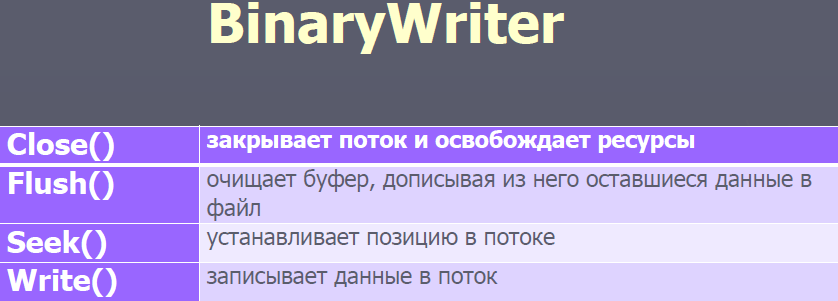 BinaryWriter
Close() закрывает поток и освобождает ресурсы
Flush() очищает буфер, дописывая из него оставшиеся данные в
файл
Seek() устанавливает позицию в потоке
Write() записывает данные в поток